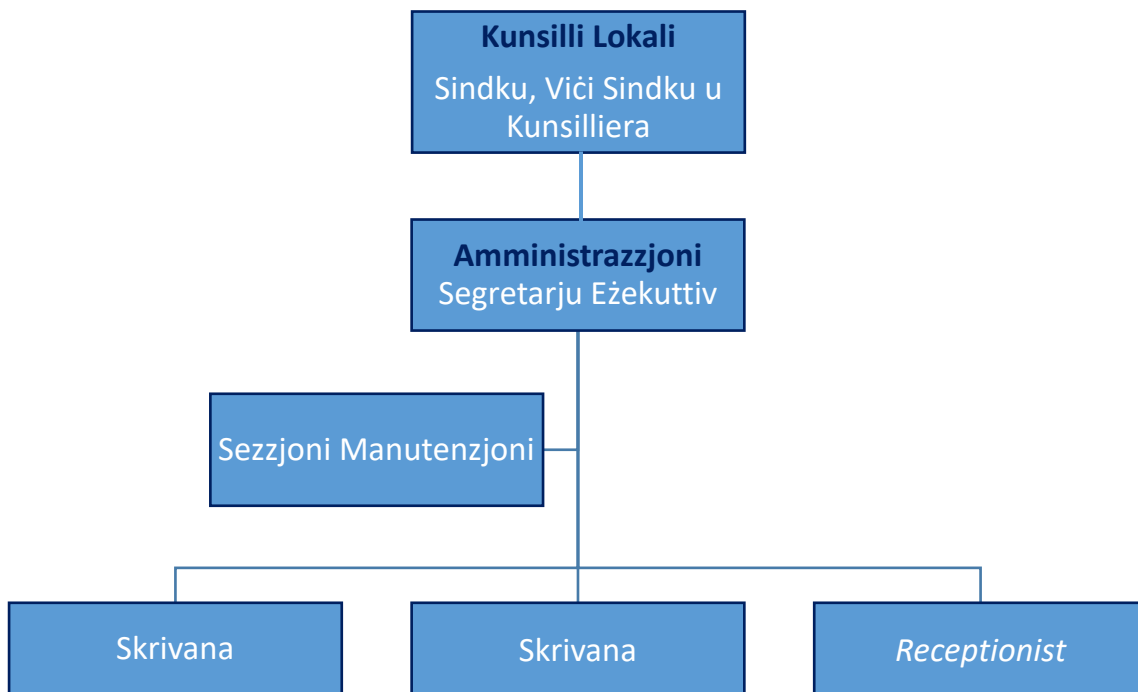 Kunsilli Lokali
Sindku, Viċi Sindku u
Kunsilliera
Amministrazzjoni
Segretarju Eżekuttiv
Sezzjoni Manutenzjoni
Skrivana
Skrivana
Receptionist